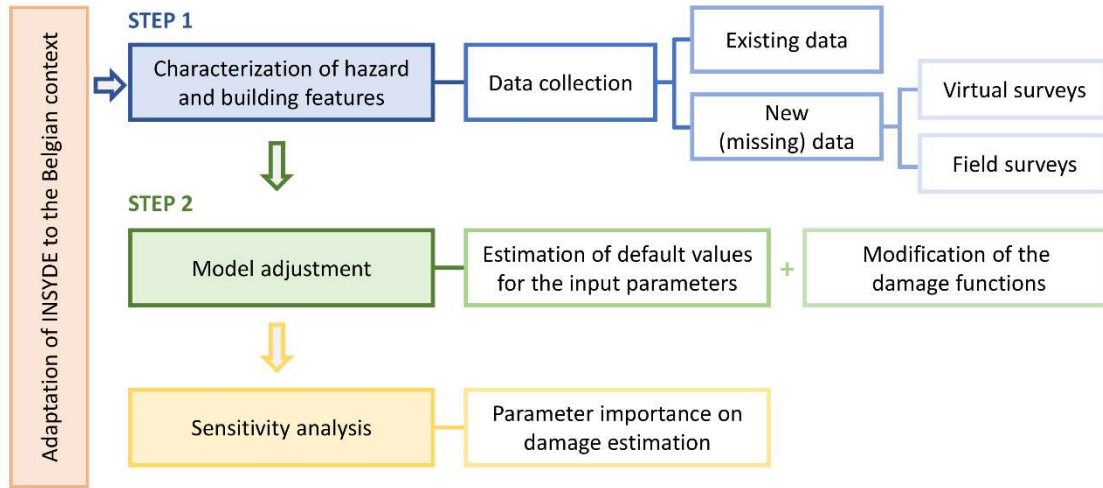 Adaptation of INSYDE to the Belgian context
STEP 1
Characterization of hazard
and building features
Data collection
Existing data
New
(missing) data
Virtual surveys
Field surveys
STEP 2
Model adjustment
Estimation of default values
for the input parameters
+
Modification of the
damage functions
Sensitivity analysis
Parameter importance on
damage estimation